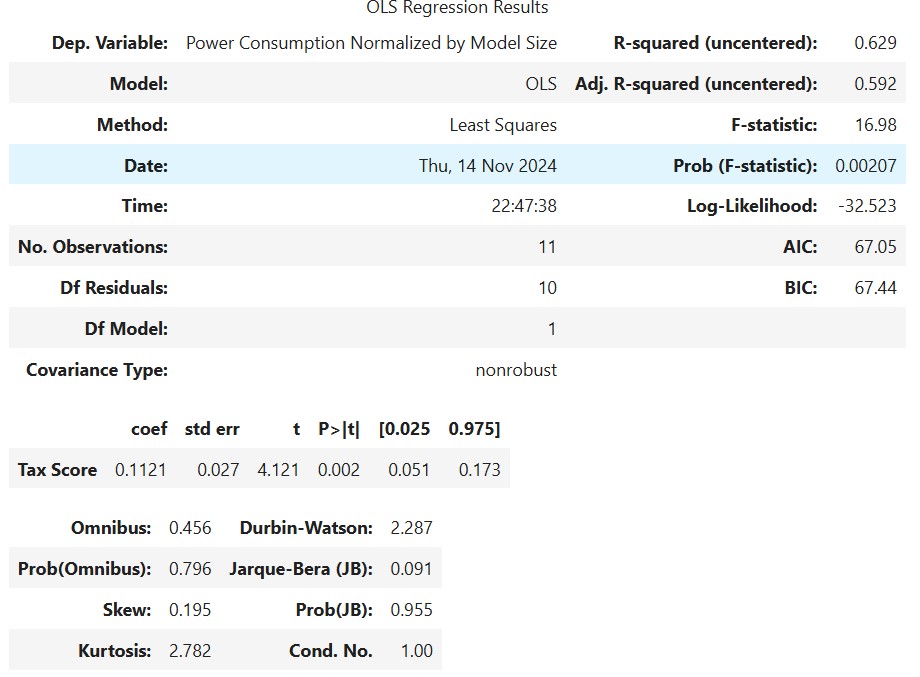 OLS Regression Results
Dep. Variable: Power Consumption Normalized by Model Size R-squared (uncentered): 0.629
Model: OLS Adj. R-squared (uncentered): 0.592
Method: Least Squares F-statistic: 16.98
Date: Thu, 14 Nov 2024 Prob (F-statistic): 0.00207
Time: 22:47:38 Log-Likelihood: -32.523
No. Observations: 11 AIC: 67.05
Df Residuals: 10 BIC: 67.44
Df Model: 1
Covariance Type: nonrobust
coef std err t P>|t| [0.025 0.975]
Tax Score 0.1121 0.027 4.121 0.002 0.051 0.173
Omnibus: 0.456 Durbin-Watson: 2.287
Prob(Omnibus): 0.796 Jarque-Bera (JB): 0.091
Skew: 0.195 Prob(JB): 0.955
Kurtosis: 2.782 Cond. No. 1.00